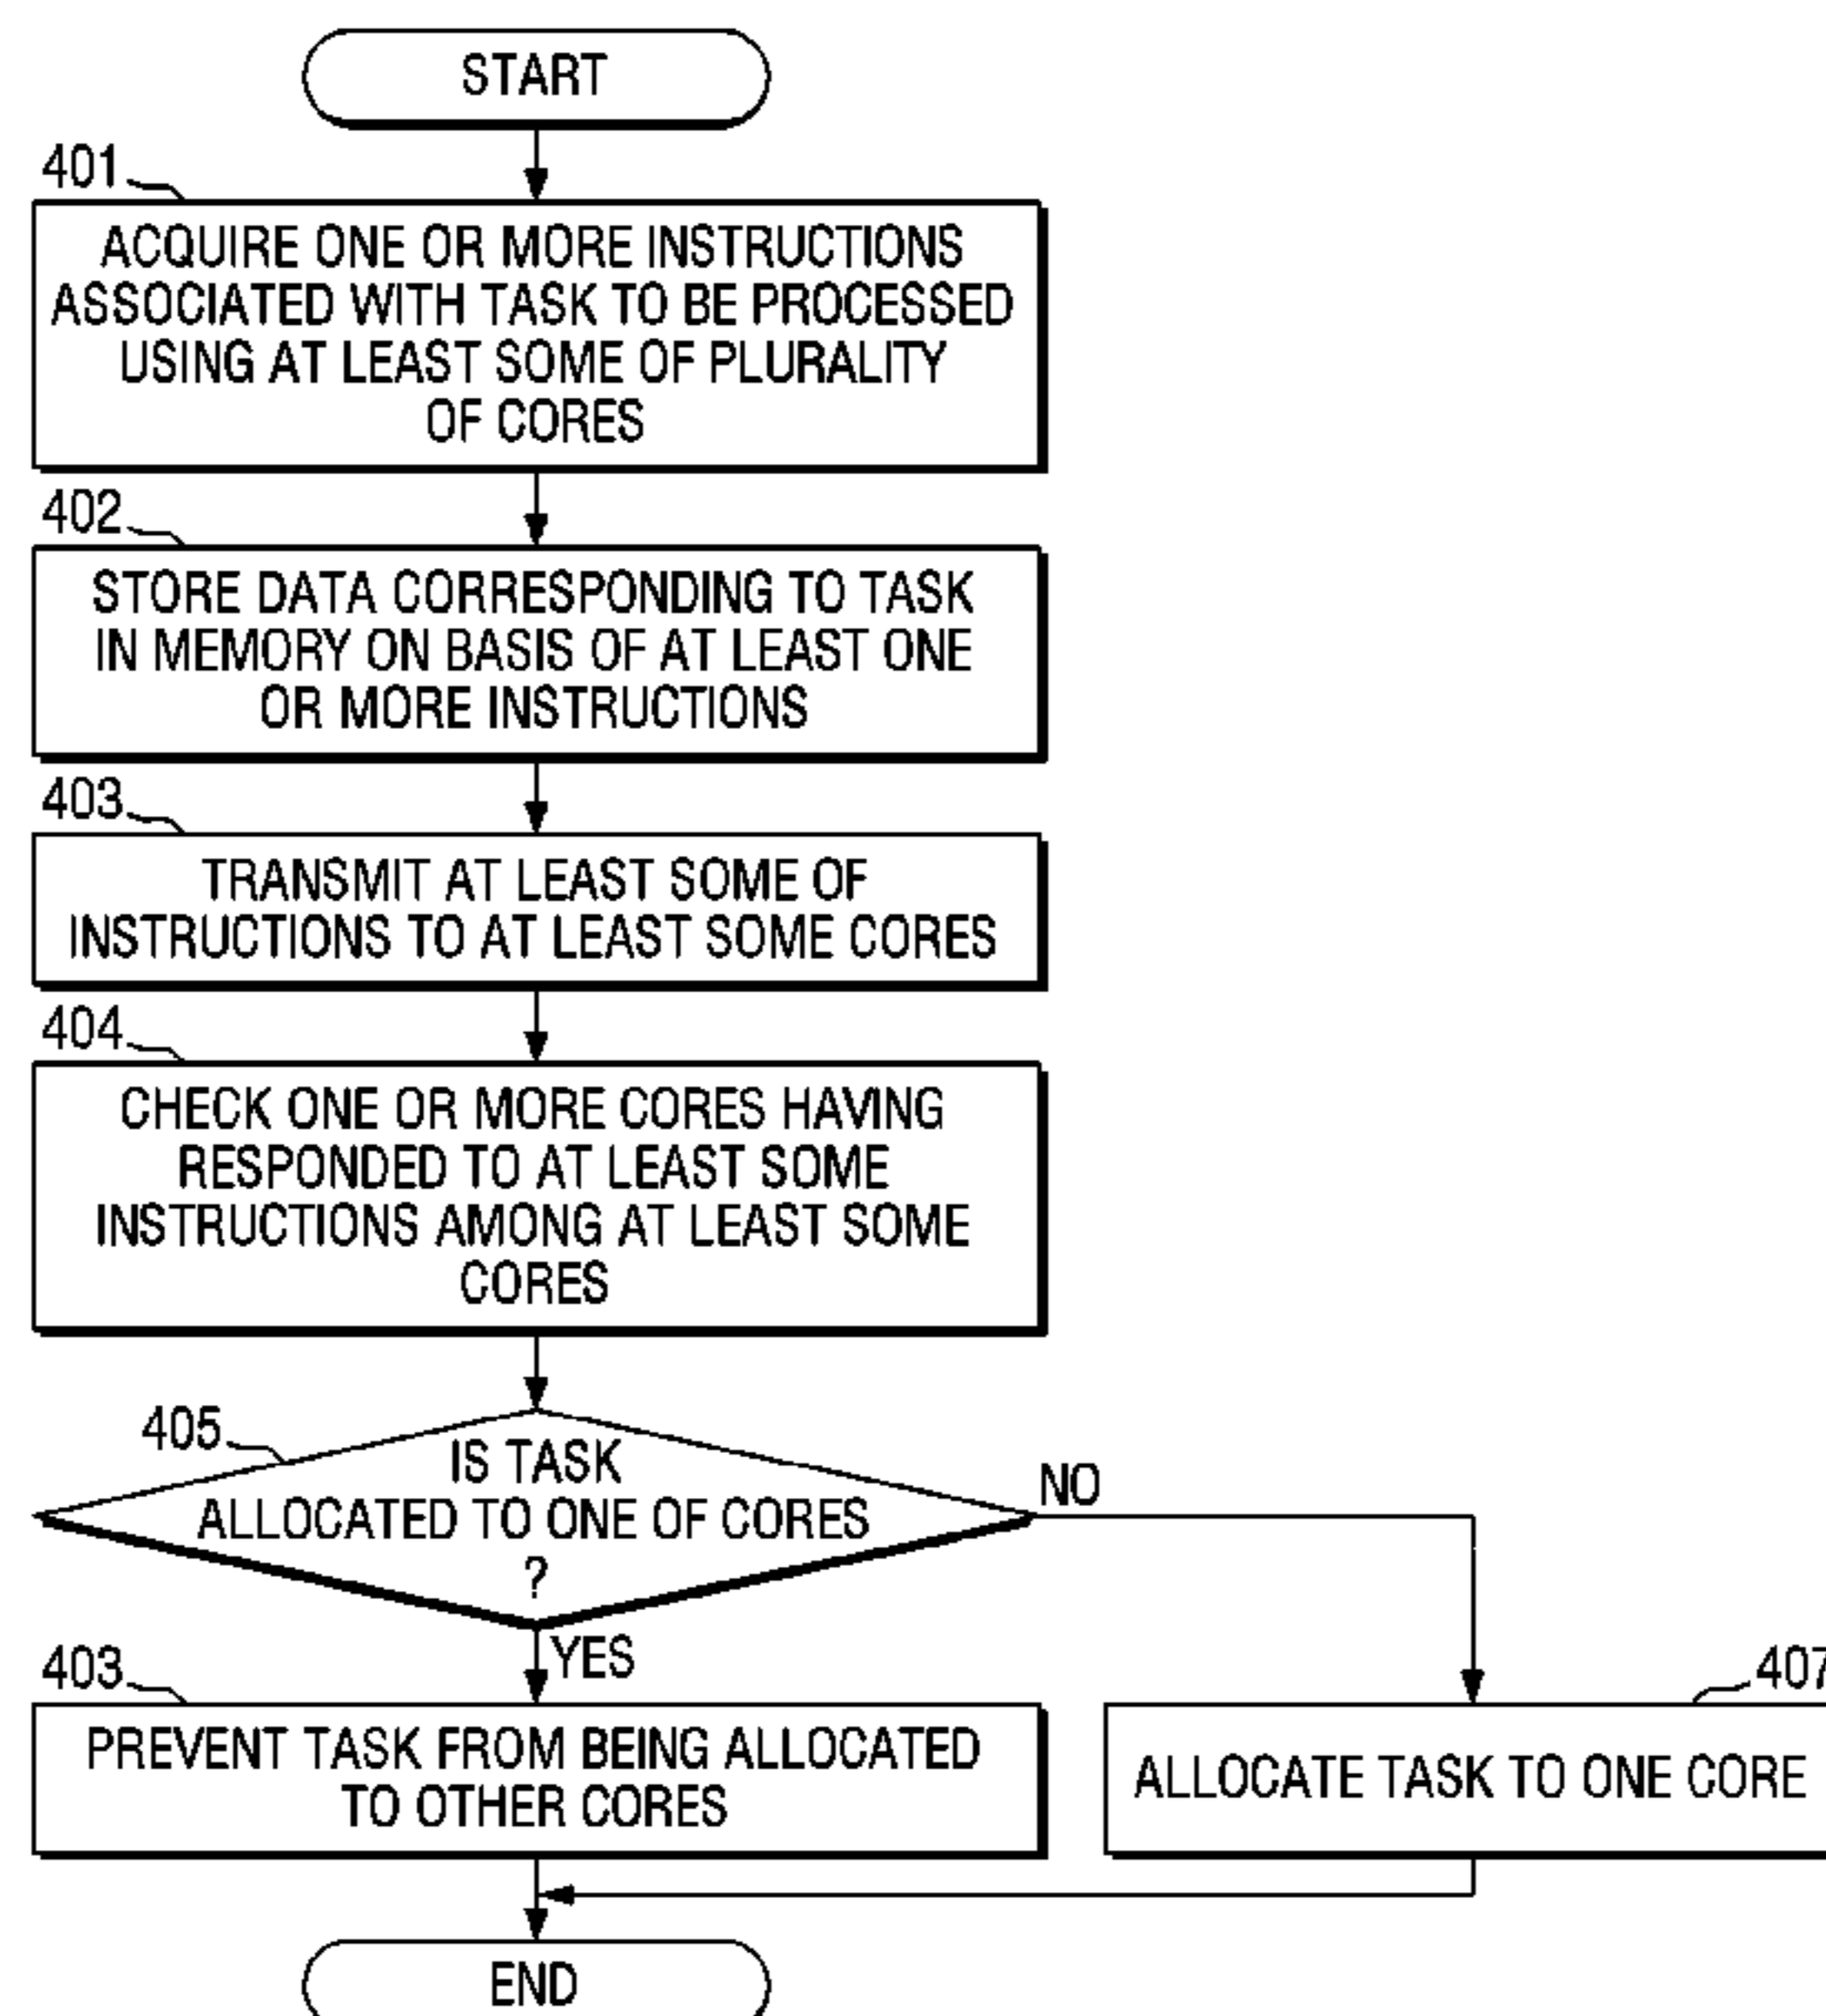 START
401
ACQUIRE ONE OR MORE INSTRUCTIONS
ASSOCIATED WITH TASK TO BE PROCESSED
USING AT LEAST SOME OF PLURALITY
OF CORES
402
STORE DATA CORRESPONDING TO TASK
IN MEMORY ON BASIS OF AT LEAST ONE
OR MORE INSTRUCTIONS
403
TRANSMIT AT LEAST SOME OF
INSTRUCTIONS TO AT LEAST SOME CORES
404
CHECK ONE OR MORE CORES HAVING
RESPONDED TO AT LEAST SOME
INSTRUCTIONS AMONG AT LEAST SOME
CORES
405
IS TASK
ALLOCATED TO ONE OF CORES
?
NO
YES
403
PREVENT TASK FROM BEING ALLOCATED
TO OTHER CORES
407
ALLOCATE TASK TO ONE CORE
END